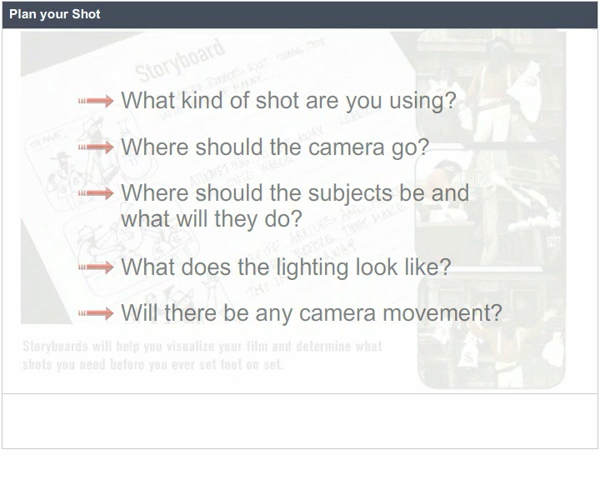 Plan your Shot
Storyboard
What kind of shot are you using?
Where should the camera go?
Where should the subjects be and
what will they do?
What does the lighting look like?
Will there be any camera movement?
Storyboards will help you visualize your film and determine what
shots you need before you ever set foot on set.